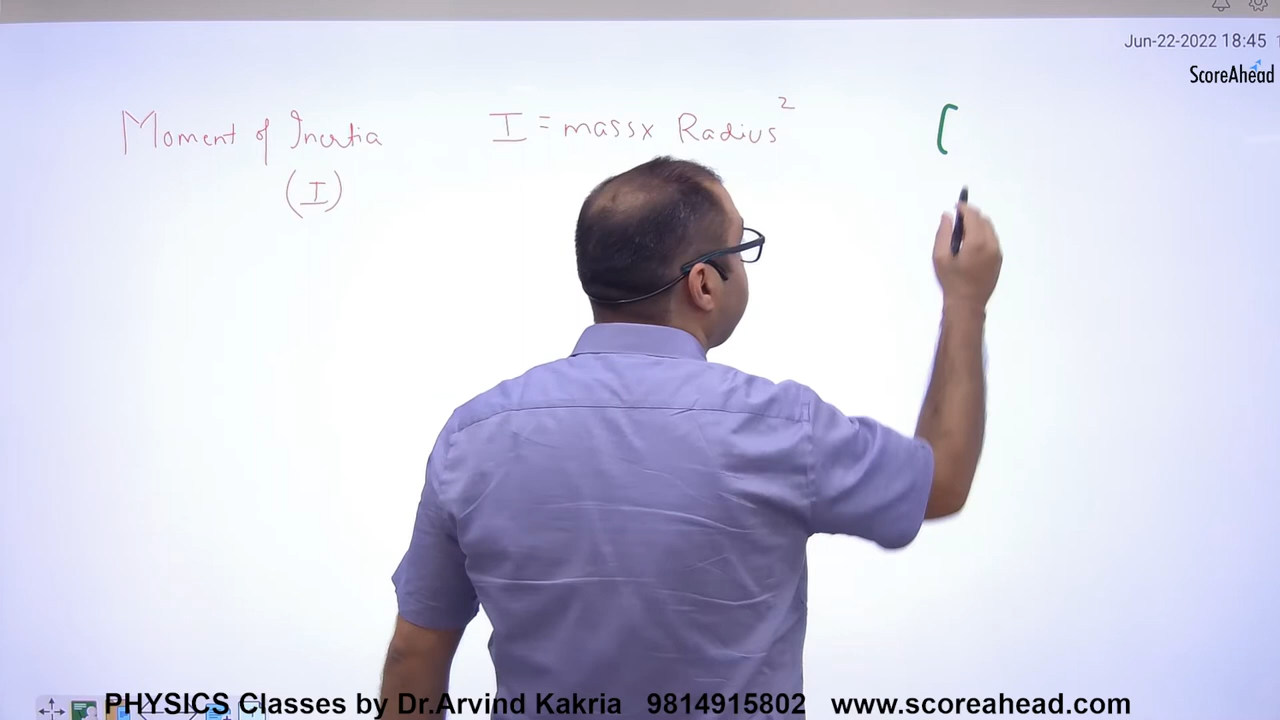 Jun-22-2022 18:45
ScoreAhead
Moment of Inertia I = mass x Radius²
(I)
[
PHYSICS Classes by Dr.Arvind Kakria 9814915802 www.scoreahead.com